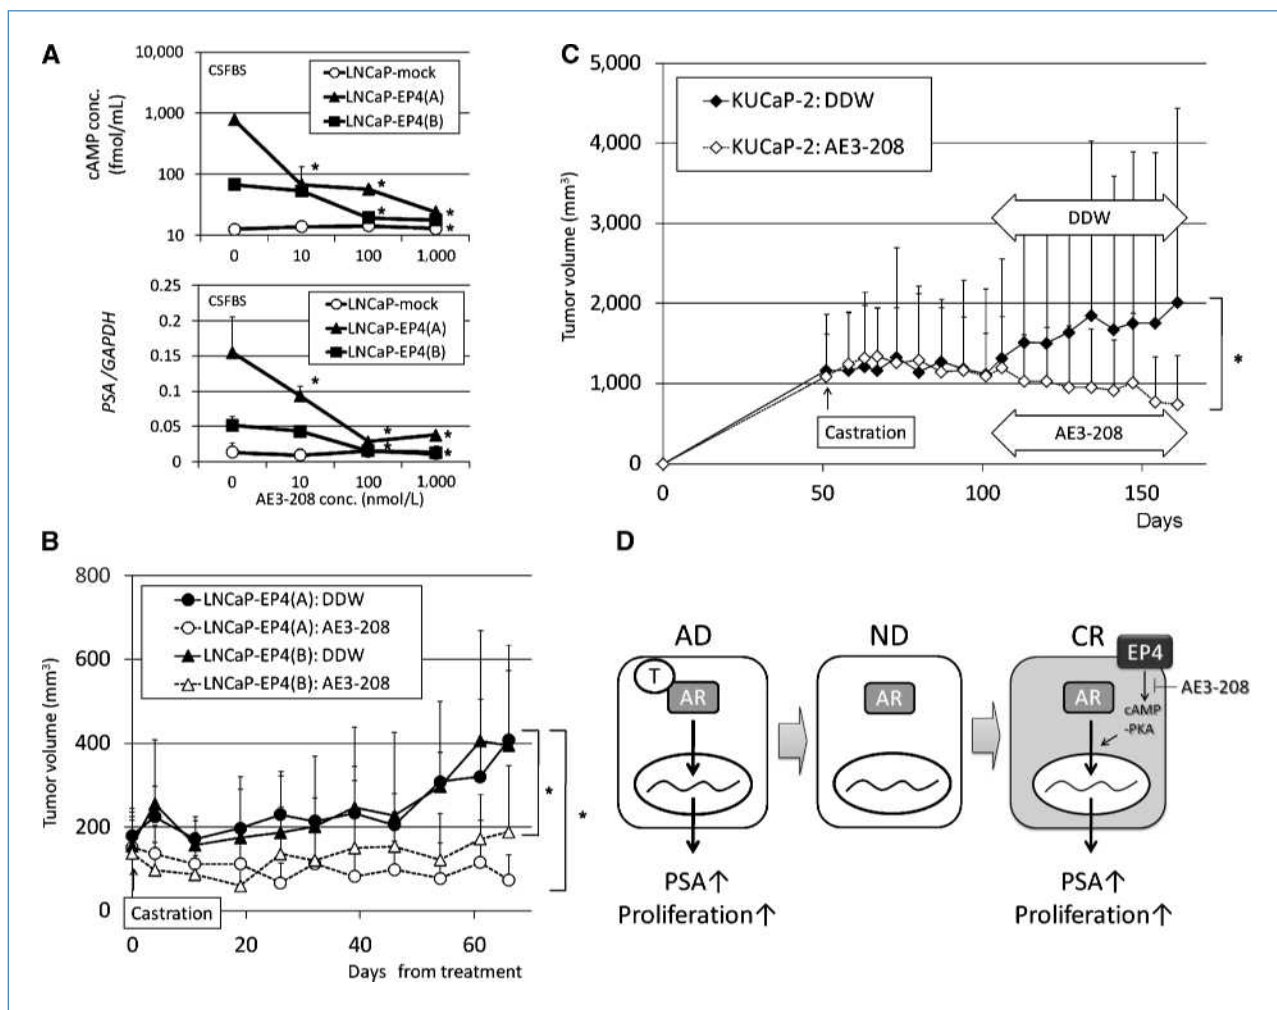 A
10,000
1,000
100
10
cAMP conc.
(fmol/mL)
CSFBS
LNCaP-mock
LNCaP-EP4(A)
LNCaP-EP4(B)
*
*
*
*
*
0 10 100 1,000
0.25
0.2
0.15
0.1
0.05
0
PSA/GAPDH
CSFBS
LNCaP-mock
LNCaP-EP4(A)
LNCaP-EP4(B)
*
*
*
*
*
0 10 100 1,000
AE3-208 conc. (nmol/L)
B
800
600
400
200
0
Tumor volume (mm³)
LNCaP-EP4(A): DDW
LNCaP-EP4(A): AE3-208
LNCaP-EP4(B): DDW
LNCaP-EP4(B): AE3-208
*
*
Castration
0 20 40 60
Days from treatment
C
5,000
4,000
3,000
2,000
1,000
0
Tumor volume (mm³)
KUCaP-2: DDW
KUCaP-2: AE3-208
DDW
*
Castration
AE3-208
0 50 100 150
Days
D
AD ND CR
T
AR
AR
EP4
AR
cAMP
-PKA
AE3-208
PSA↑
Proliferation↑
PSA↑
Proliferation↑